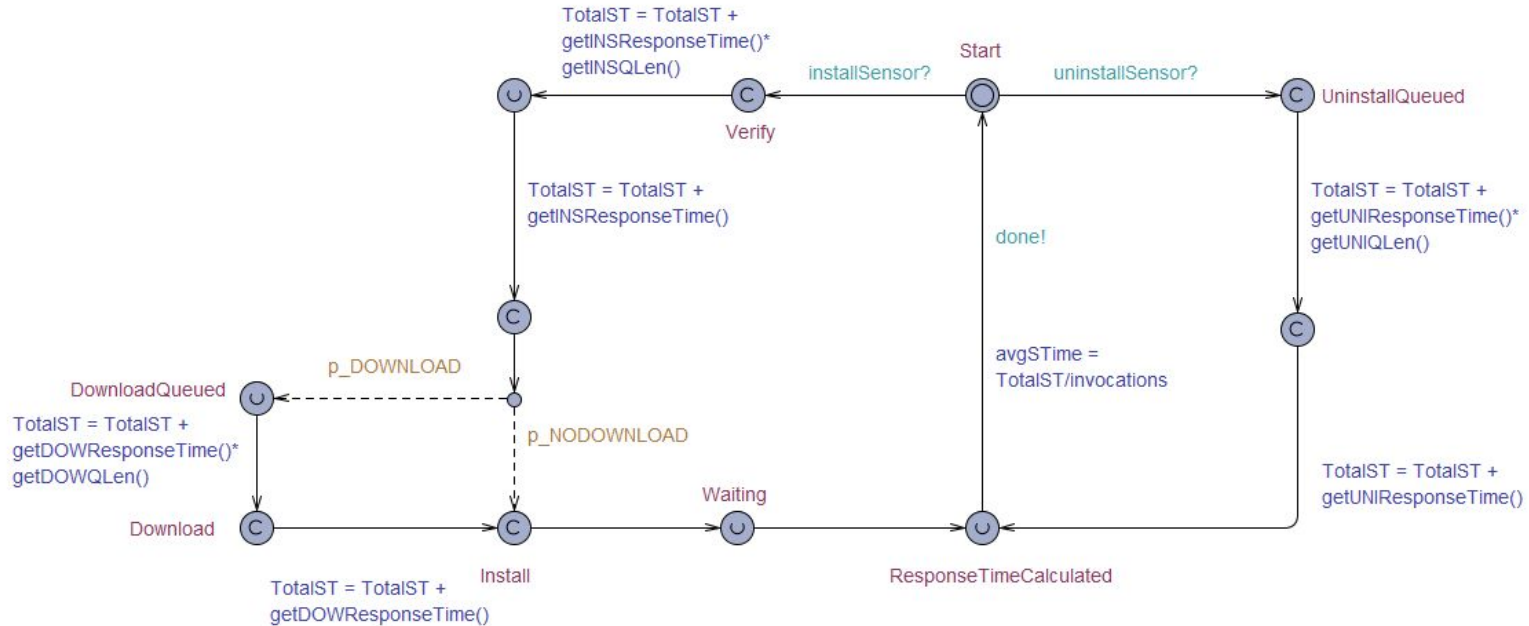 TotalST = TotalST +
getINSResponseTime()*
getINSQLen()
Start
installSensor?
uninstallSensor?
C
C
UninstallQueued
Verify
TotalST = TotalST +
getINSResponseTime()
TotalST = TotalST +
getUNIResponseTime()*
getUNIQLen()
done!
C
C
p_DOWNLOAD
avgSTime =
TotalST/invocations
DownloadQueued
TotalST = TotalST +
getDOWResponseTime()*
getDOWQLen()
p_NODOWNLOAD
TotalST = TotalST +
getUNIResponseTime()
Waiting
Download
C
C
Install
ResponseTimeCalculated
TotalST = TotalST +
getDOWResponseTime()